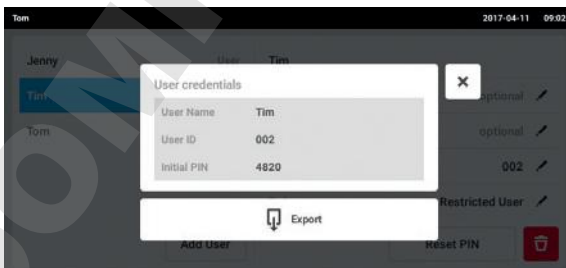 Tom 2017-04-11 09:02
Jenny User Tim
User credentials
Tim optional
User Name Tim
Tom User ID 002 optional
Initial PIN 4820 002
Restricted User
Export
Add User Reset PIN